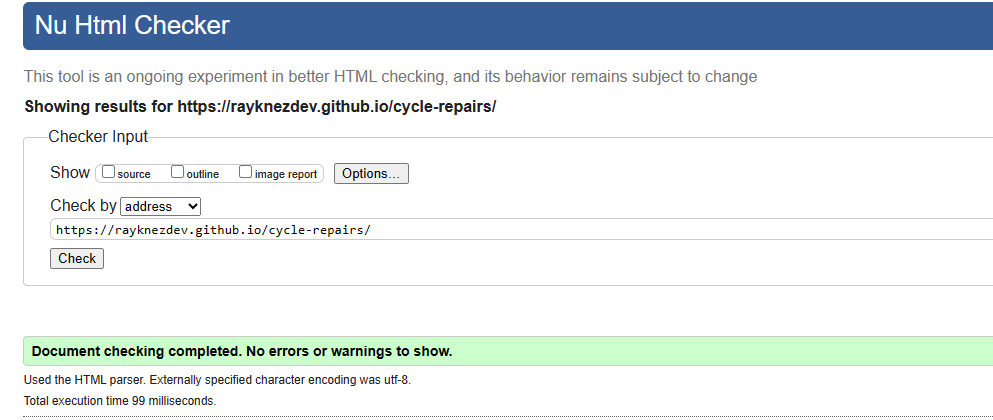 Nu Html Checker
This tool is an ongoing experiment in better HTML checking, and its behavior remains subject to change
Showing results for https://rayknezdev.github.io/cycle-repairs/
Checker Input
Show source outline image report Options...
Check by address
https://rayknezdev.github.io/cycle-repairs/
Check
Document checking completed. No errors or warnings to show.
Used the HTML parser. Externally specified character encoding was utf-8.
Total execution time 99 milliseconds.